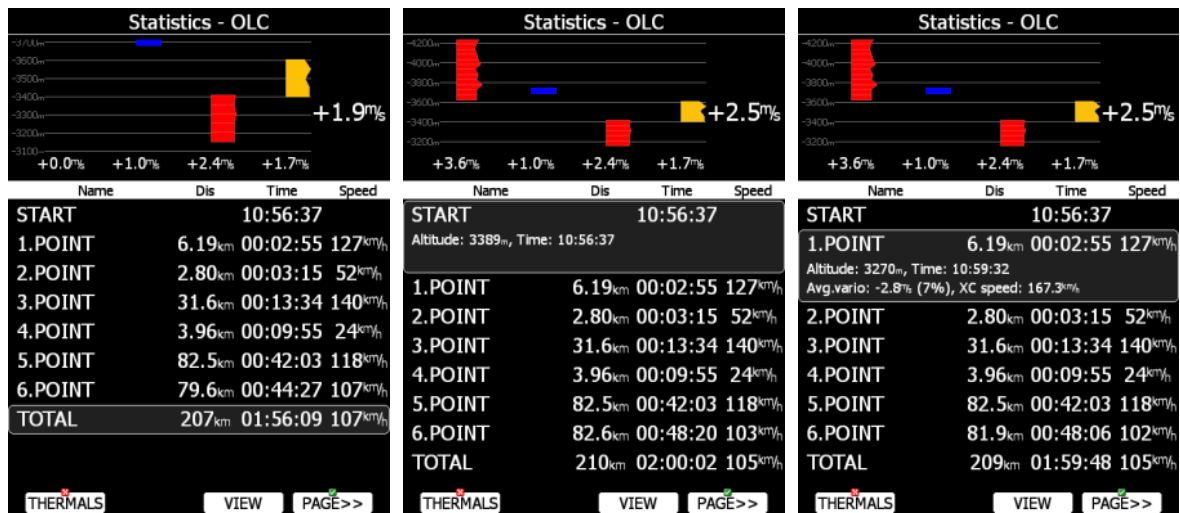 Statistics - OLC
-3700m
-3600m
-3500m
-3400m
-3300m
-3200m
-3100m
+1.9m/s
+0.0m/s +1.0m/s +2.4m/s +1.7m/s
Name Dis Time Speed
START 10:56:37
1.POINT 6.19km 00:02:55 127km/h
2.POINT 2.80km 00:03:15 52km/h
3.POINT 31.6km 00:13:34 140km/h
4.POINT 3.96km 00:09:55 24km/h
5.POINT 82.5km 00:42:03 118km/h
6.POINT 79.6km 00:44:27 107km/h
TOTAL 207km 01:56:09 107km/h
THERMALS VIEW PAGE>>
Statistics - OLC
-4200m
-4000m
-3800m
-3600m
-3400m
-3200m
+2.5m/s
+3.6m/s +1.0m/s +2.4m/s +1.7m/s
Name Dis Time Speed
START 10:56:37
Altitude: 3389m, Time: 10:56:37
1.POINT 6.19km 00:02:55 127km/h
2.POINT 2.80km 00:03:15 52km/h
3.POINT 31.6km 00:13:34 140km/h
4.POINT 3.96km 00:09:55 24km/h
5.POINT 82.5km 00:42:03 118km/h
6.POINT 82.6km 00:48:20 103km/h
TOTAL 210km 02:00:02 105km/h
THERMALS VIEW PAGE>>
Statistics - OLC
-4200m
-4000m
-3800m
-3600m
-3400m
-3200m
+2.5m/s
+3.6m/s +1.0m/s +2.4m/s +1.7m/s
Name Dis Time Speed
START 10:56:37
1.POINT 6.19km 00:02:55 127km/h
Altitude: 3270m, Time: 10:59:32
Avg.vario: -2.8m/s (7%), XC speed: 167.3km/h
2.POINT 2.80km 00:03:15 52km/h
3.POINT 31.6km 00:13:34 140km/h
4.POINT 3.96km 00:09:55 24km/h
5.POINT 82.5km 00:42:03 118km/h
6.POINT 81.9km 00:48:06 102km/h
TOTAL 209km 01:59:48 105km/h
THERMALS VIEW PAGE>>